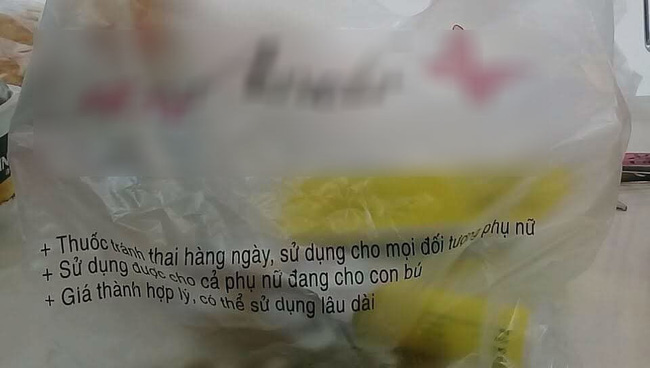 + Thuốc tránh thai hàng ngày, sử dụng cho mọi đối tượng phụ nữ
+ Sử dụng được cho cả phụ nữ đang cho con bú
+ Giá thành hợp lý, có thể sử dụng lâu dài